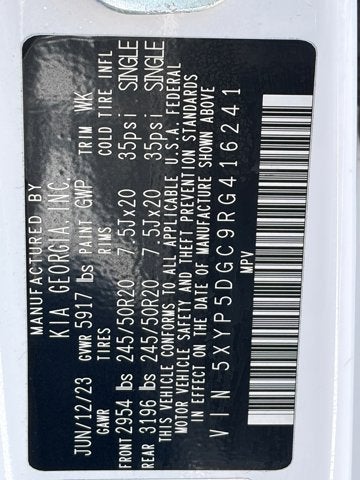 MANUFACTURED BY
KIA GEORGIA, INC.
JUN/12/23 GVWR 5917 lbs PAINT GWP TRIM WK
GAWR TIRES RIMS COLD TIRE INFL
FRONT 2954 lbs 245/50R20 7.5Jx20 35psi SINGLE
REAR 3196 lbs 245/50R20 7.5Jx20 35psi SINGLE
THIS VEHICLE CONFORMS TO ALL APPLICABLE U.S.A. FEDERAL
MOTOR VEHICLE SAFETY AND THEFT PREVENTION STANDARDS
IN EFFECT ON THE DATE OF MANUFACTURE SHOWN ABOVE
VIN 5XYP5DGC9RG416241
MPV